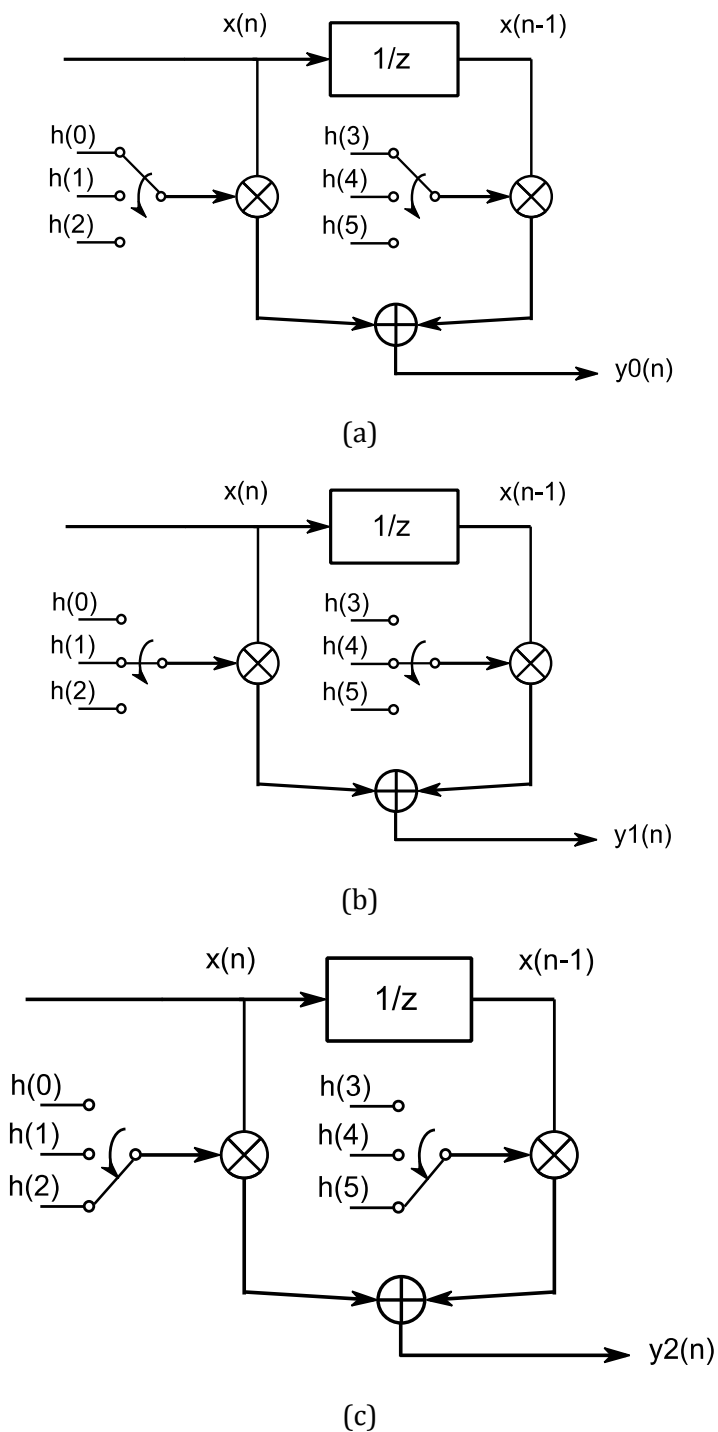 x(n) x(n-1)
1/z
h(0) h(3)
h(1) h(4)
h(2) h(5)
y0(n)
(a)
x(n) x(n-1)
1/z
h(0) h(3)
h(1) h(4)
h(2) h(5)
y1(n)
(b)
x(n) x(n-1)
1/z
h(0) h(3)
h(1) h(4)
h(2) h(5)
y2(n)
(c)